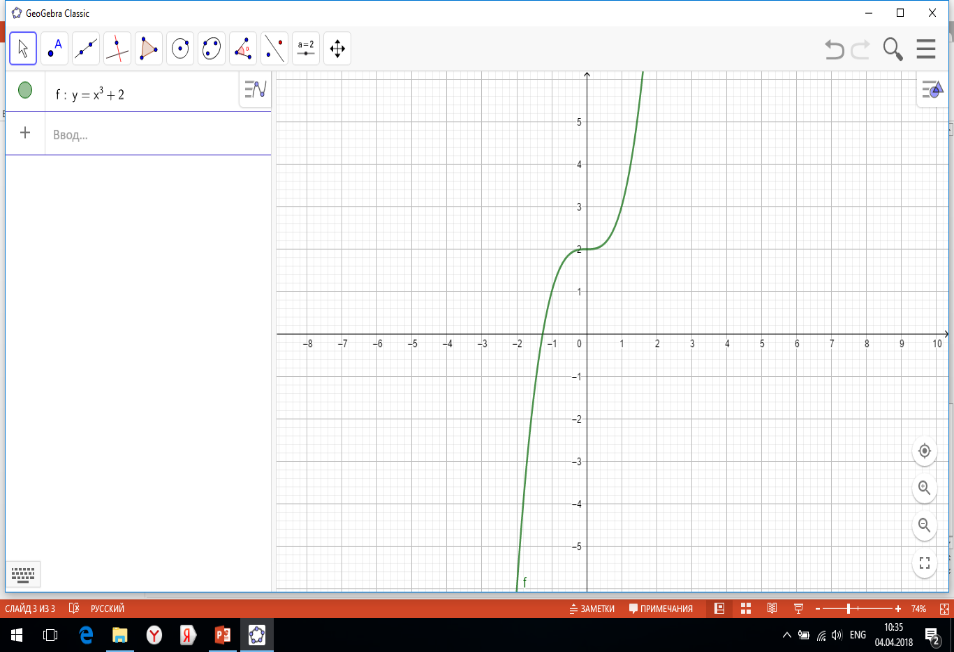 GeoGebra Classic
A
a=2
f : y = x³ + 2
+ Ввод...
5
4
3
2
1
-8 -7 -6 -5 -4 -3 -2 -1 0 1 2 3 4 5 6 7 8 9 10
-1
-2
-3
-4
-5
f
СЛАЙД 3 ИЗ 3 РУССКИЙ ЗАМЕТКИ ПРИМЕЧАНИЯ - + 74%
ENG 10:35
04.04.2018 2